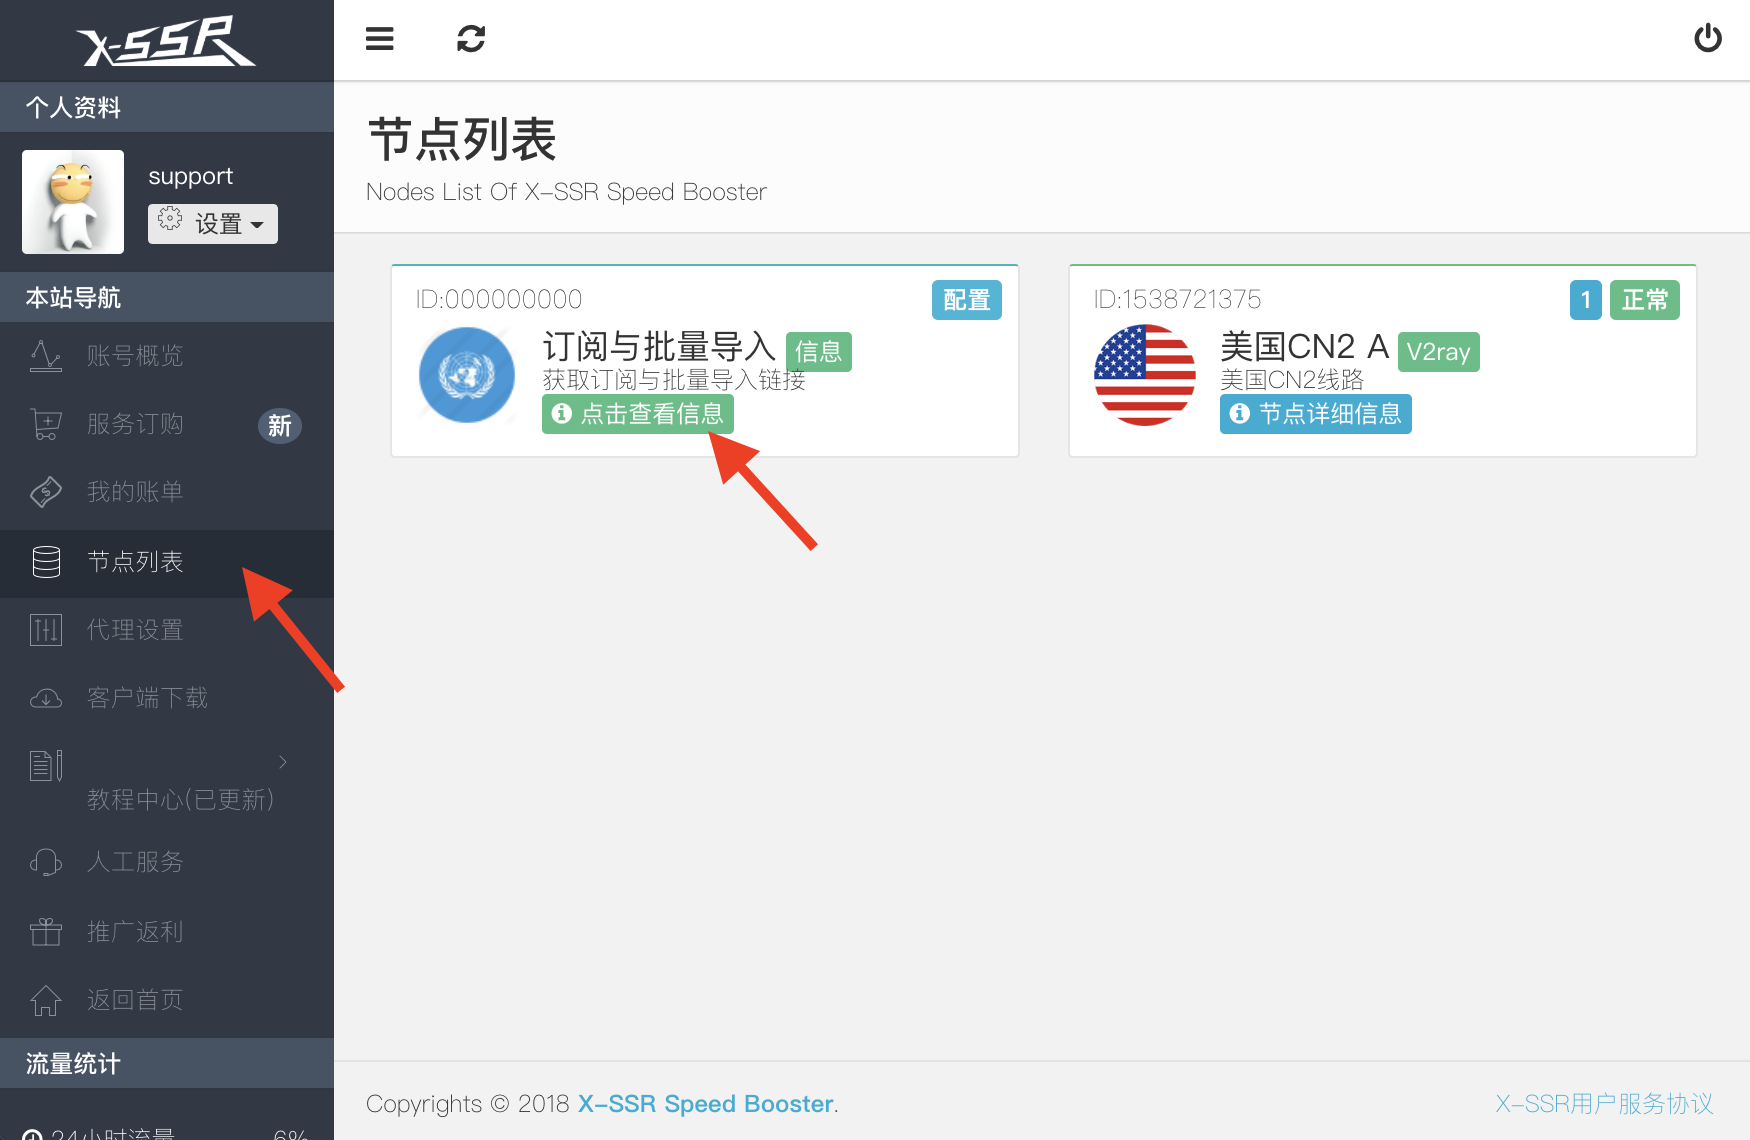 X-SSR
个人资料
support
设置
本站导航
账号概览
服务订购 新
我的账单
节点列表
代理设置
客户端下载
教程中心(已更新)
人工服务
推广返利
返回首页
流量统计
24小时流量 6%
节点列表
Nodes List Of X-SSR Speed Booster
ID:000000000 配置
订阅与批量导入 信息
获取订阅与批量导入链接
点击查看信息
ID:1538721375 1 正常
美国CN2 A V2ray
美国CN2线路
节点详细信息
Copyrights © 2018 X-SSR Speed Booster.
X-SSR用户服务协议